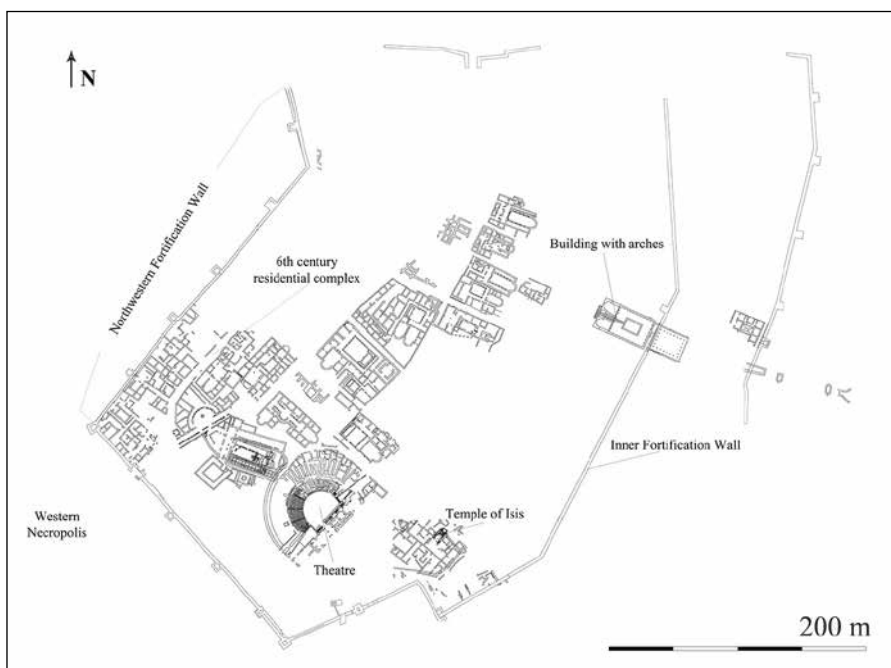 N
Northwestern Fortification Wall
6th century
residential complex
Building with arches
Inner Fortification Wall
Western
Necropolis
Temple of Isis
Theatre
200 m